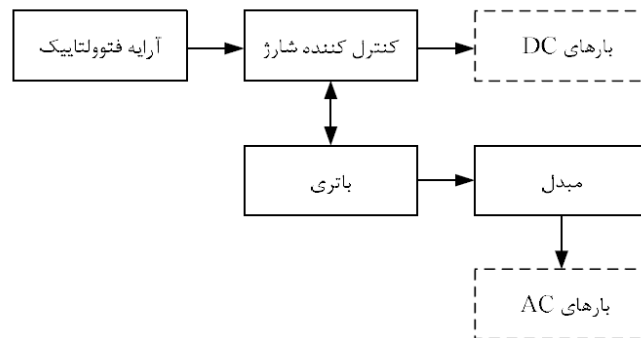 آرایه فتوولتاییک
کنترل کننده شارژ
بارهای DC
باتری
مبدل
بارهای AC